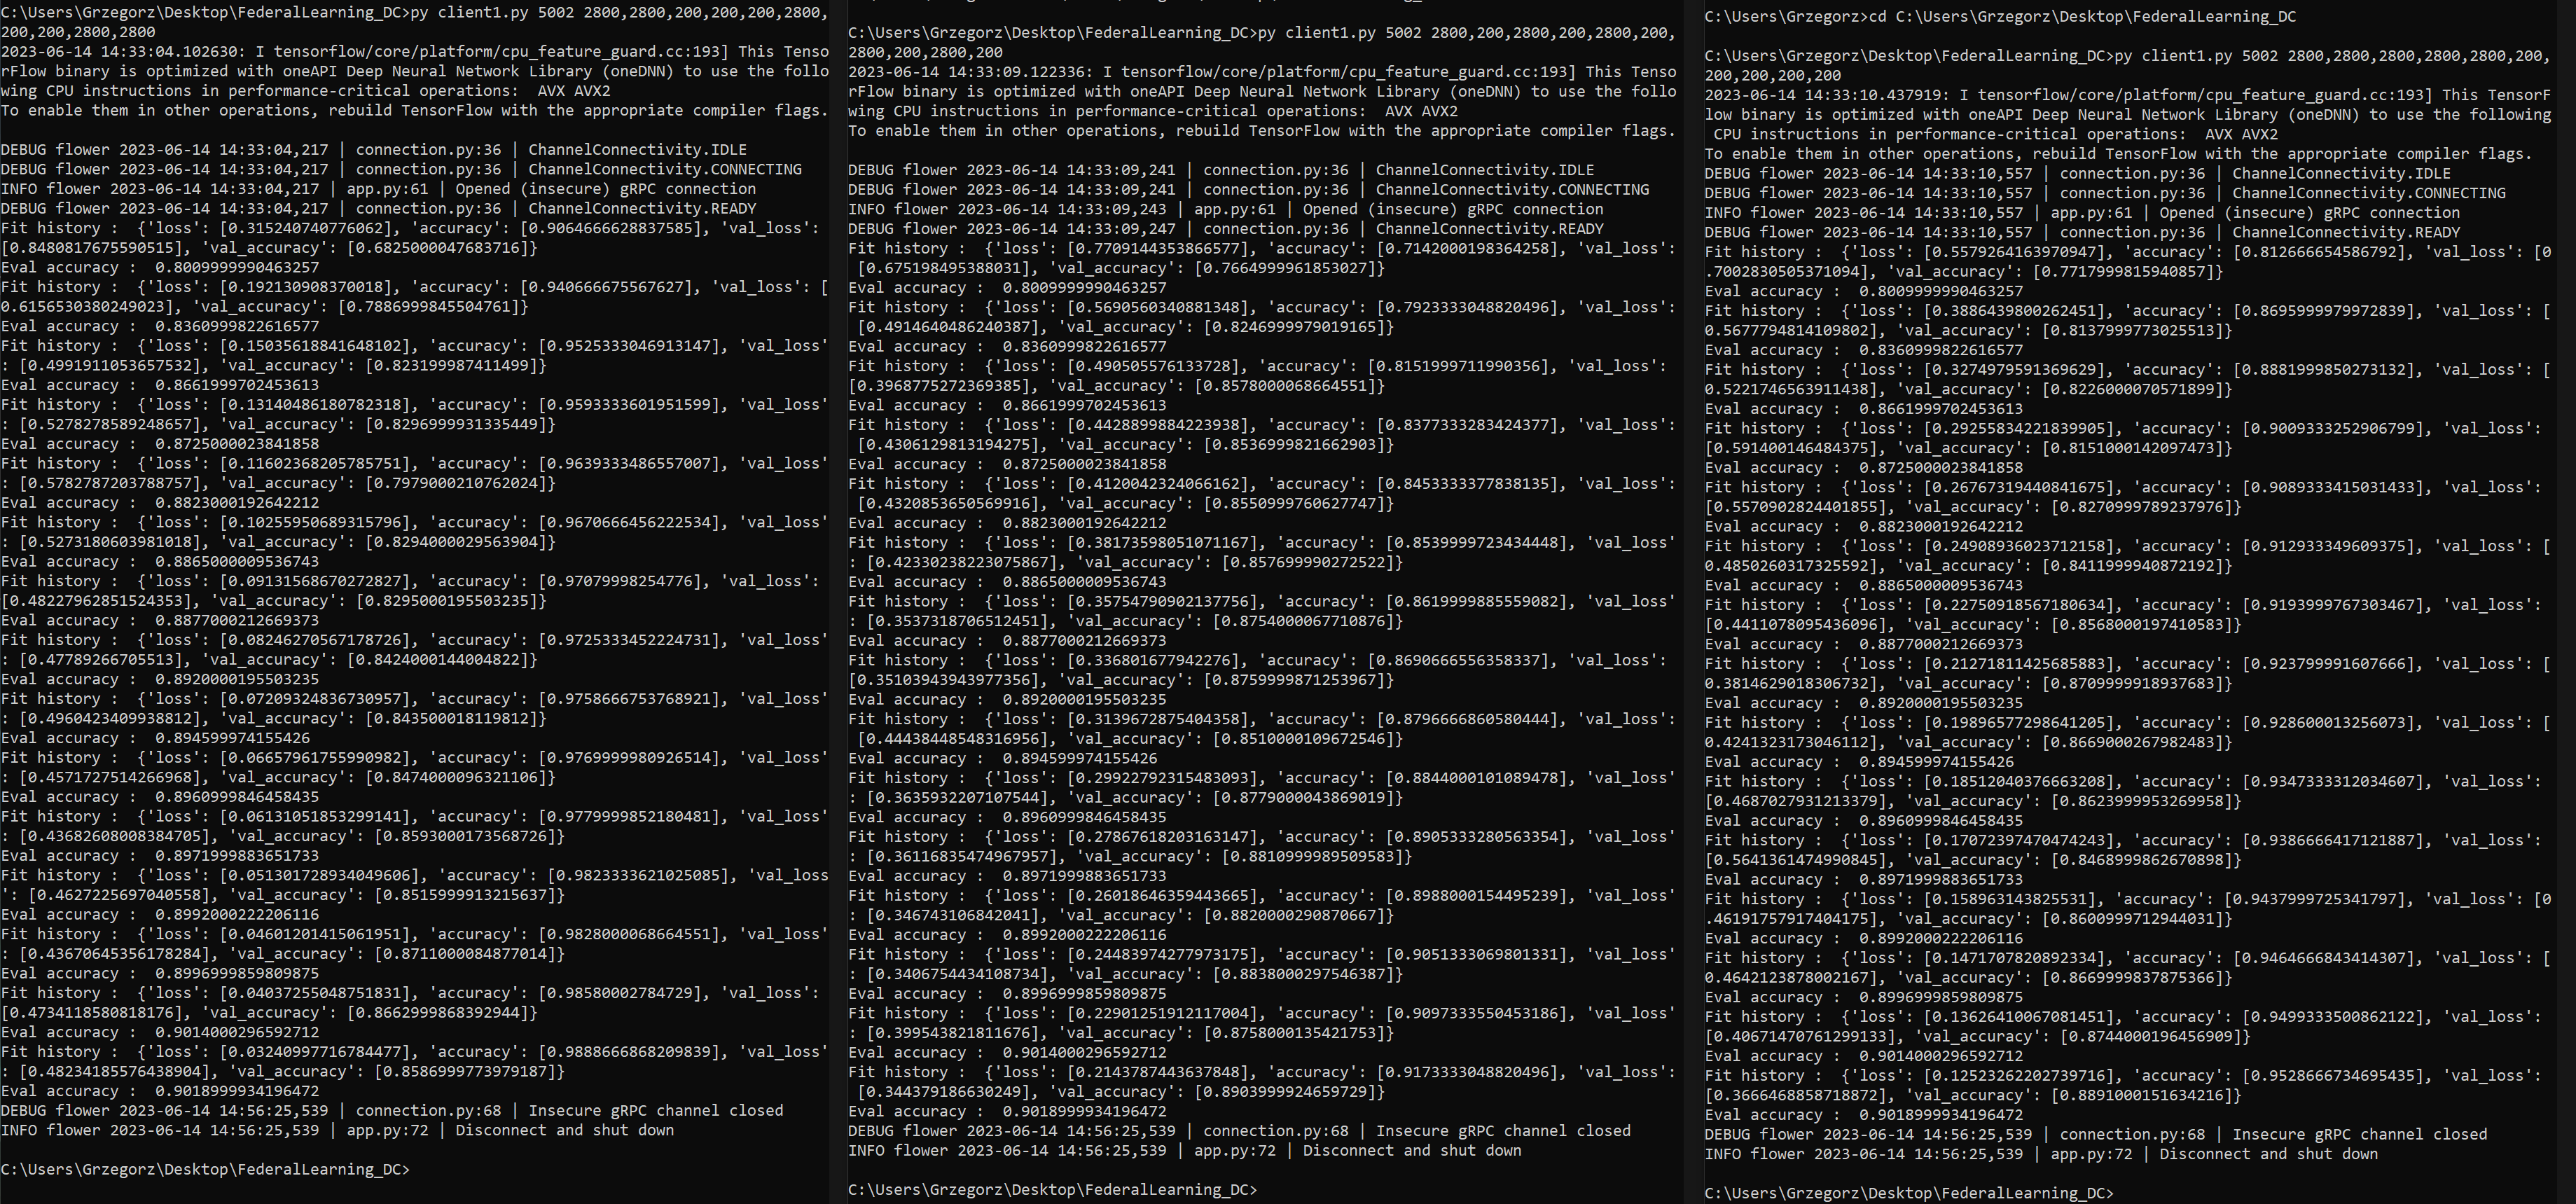 C:\Users\Grzegorz\Desktop\FederalLearning_DC>py client1.py 5002 2800,2800,200,200,200,2800,
200,200,2800,2800
2023-06-14 14:33:04.102630: I tensorflow/core/platform/cpu_feature_guard.cc:193] This Tenso
rFlow binary is optimized with oneAPI Deep Neural Network Library (oneDNN) to use the follo
wing CPU instructions in performance-critical operations:  AVX AVX2
To enable them in other operations, rebuild TensorFlow with the appropriate compiler flags.
DEBUG flower 2023-06-14 14:33:04,217 | connection.py:36 | ChannelConnectivity.IDLE
DEBUG flower 2023-06-14 14:33:04,217 | connection.py:36 | ChannelConnectivity.CONNECTING
INFO flower 2023-06-14 14:33:04,217 | app.py:61 | Opened (insecure) gRPC connection
DEBUG flower 2023-06-14 14:33:04,217 | connection.py:36 | ChannelConnectivity.READY
Fit history :  {'loss': [0.315240740776062], 'accuracy': [0.9064666628837585], 'val_loss':
[0.8480817675590515], 'val_accuracy': [0.6825000047683716]}
Eval accuracy :  0.8009999990463257
Fit history :  {'loss': [0.192130908370018], 'accuracy': [0.940666675567627], 'val_loss': [
0.6156530380249023], 'val_accuracy': [0.7886999845504761]}
Eval accuracy :  0.8360999822616577
Fit history :  {'loss': [0.15035618841648102], 'accuracy': [0.9525333046913147], 'val_loss'
: [0.4991911053657532], 'val_accuracy': [0.823199987411499]}
Eval accuracy :  0.8661999702453613
Fit history :  {'loss': [0.13140486180782318], 'accuracy': [0.9593333601951599], 'val_loss'
: [0.5278278589248657], 'val_accuracy': [0.8296999931335449]}
Eval accuracy :  0.8725000023841858
Fit history :  {'loss': [0.11602368205785751], 'accuracy': [0.9639333486557007], 'val_loss'
: [0.5782787203788757], 'val_accuracy': [0.7979000210762024]}
Eval accuracy :  0.8823000192642212
Fit history :  {'loss': [0.10255950689315796], 'accuracy': [0.9670666456222534], 'val_loss'
: [0.5273180603981018], 'val_accuracy': [0.8294000029563904]}
Eval accuracy :  0.8865000009536743
Fit history :  {'loss': [0.09131568670272827], 'accuracy': [0.97079998254776], 'val_loss':
[0.48227962851524353], 'val_accuracy': [0.8295000195503235]}
Eval accuracy :  0.8877000212669373
Fit history :  {'loss': [0.082462705671787​26], 'accuracy': [0.9725333452224731], 'val_loss'
: [0.47789266705513], 'val_accuracy': [0.8424000144004822]}
Eval accuracy :  0.8920000195503235
Fit history :  {'loss': [0.07209324836730957], 'accuracy': [0.9758666753768921], 'val_loss'
: [0.4960423409938812], 'val_accuracy': [0.843500018119812]}
Eval accuracy :  0.894599974155426
Fit history :  {'loss': [0.06657961755990982], 'accuracy': [0.9769999980926514], 'val_loss'
: [0.4571727514266968], 'val_accuracy': [0.8474000096321106]}
Eval accuracy :  0.8960999846458435
Fit history :  {'loss': [0.06131051853299141], 'accuracy': [0.9779999852180481], 'val_loss'
: [0.43682608008384705], 'val_accuracy': [0.8593000173568726]}
Eval accuracy :  0.8971999883651733
Fit history :  {'loss': [0.051301728934049606], 'accuracy': [0.9823333621025085], 'val_loss
': [0.4627225697040558], 'val_accuracy': [0.8515999913215637]}
Eval accuracy :  0.8992000222206116
Fit history :  {'loss': [0.04601201415061951], 'accuracy': [0.9828000068664551], 'val_loss'
: [0.43670645356178284], 'val_accuracy': [0.8711000084877014]}
Eval accuracy :  0.8996999859809875
Fit history :  {'loss': [0.04037255048751831], 'accuracy': [0.98580002784729], 'val_loss':
[0.4734118580818176], 'val_accuracy': [0.8662999868392944]}
Eval accuracy :  0.9014000296592712
Fit history :  {'loss': [0.03240997716784477], 'accuracy': [0.9888666868209839], 'val_loss'
: [0.48234185576438904], 'val_accuracy': [0.8586999773979187]}
Eval accuracy :  0.9018999934196472
DEBUG flower 2023-06-14 14:56:25,539 | connection.py:68 | Insecure gRPC channel closed
INFO flower 2023-06-14 14:56:25,539 | app.py:72 | Disconnect and shut down
C:\Users\Grzegorz\Desktop\FederalLearning_DC>
C:\Users\Grzegorz\Desktop\FederalLearning_DC>py client1.py 5002 2800,200,2800,200,2800,200,
2800,200,2800,200
2023-06-14 14:33:09.122336: I tensorflow/core/platform/cpu_feature_guard.cc:193] This Tenso
rFlow binary is optimized with oneAPI Deep Neural Network Library (oneDNN) to use the follo
wing CPU instructions in performance-critical operations:  AVX AVX2
To enable them in other operations, rebuild TensorFlow with the appropriate compiler flags.
DEBUG flower 2023-06-14 14:33:09,241 | connection.py:36 | ChannelConnectivity.IDLE
DEBUG flower 2023-06-14 14:33:09,241 | connection.py:36 | ChannelConnectivity.CONNECTING
INFO flower 2023-06-14 14:33:09,243 | app.py:61 | Opened (insecure) gRPC connection
DEBUG flower 2023-06-14 14:33:09,247 | connection.py:36 | ChannelConnectivity.READY
Fit history :  {'loss': [0.7709144353866577], 'accuracy': [0.7142000198364258], 'val_loss':
[0.675198495388031], 'val_accuracy': [0.7664999961853027]}
Eval accuracy :  0.8009999990463257
Fit history :  {'loss': [0.5690560340881348], 'accuracy': [0.7923333048820496], 'val_loss':
[0.4914640486240387], 'val_accuracy': [0.8246999979019165]}
Eval accuracy :  0.8360999822616577
Fit history :  {'loss': [0.490505576133728], 'accuracy': [0.8151999711990356], 'val_loss':
[0.3968775272369385], 'val_accuracy': [0.8578000068664551]}
Eval accuracy :  0.8661999702453613
Fit history :  {'loss': [0.4428899884223938], 'accuracy': [0.8377333283424377], 'val_loss':
[0.4306129813194275], 'val_accuracy': [0.8536999821662903]}
Eval accuracy :  0.8725000023841858
Fit history :  {'loss': [0.4120042324066162], 'accuracy': [0.8453333377838135], 'val_loss':
[0.4320853650569916], 'val_accuracy': [0.8550999760627747]}
Eval accuracy :  0.8823000192642212
Fit history :  {'loss': [0.38173598051071167], 'accuracy': [0.8539999723434448], 'val_loss'
: [0.42330238223075867], 'val_accuracy': [0.857699990272522]}
Eval accuracy :  0.8865000009536743
Fit history :  {'loss': [0.35754790902137756], 'accuracy': [0.8619999885559082], 'val_loss'
: [0.3537318706512451], 'val_accuracy': [0.8754000067710876]}
Eval accuracy :  0.8877000212669373
Fit history :  {'loss': [0.336801677942276], 'accuracy': [0.8690666556358337], 'val_loss':
[0.35103943943977356], 'val_accuracy': [0.8759999871253967]}
Eval accuracy :  0.8920000195503235
Fit history :  {'loss': [0.3139672875404358], 'accuracy': [0.8796666860580444], 'val_loss':
[0.44438448548316956], 'val_accuracy': [0.8510000109672546]}
Eval accuracy :  0.894599974155426
Fit history :  {'loss': [0.29922792315483093], 'accuracy': [0.8844000101089478], 'val_loss'
: [0.3635932207107544], 'val_accuracy': [0.8779000043869019]}
Eval accuracy :  0.8960999846458435
Fit history :  {'loss': [0.27867618203163147], 'accuracy': [0.8905333280563354], 'val_loss'
: [0.36116835474967957], 'val_accuracy': [0.8810999989509583]}
Eval accuracy :  0.8971999883651733
Fit history :  {'loss': [0.26018646359443665], 'accuracy': [0.8988000154495239], 'val_loss'
: [0.346743106842041], 'val_accuracy': [0.8820000290870667]}
Eval accuracy :  0.8992000222206116
Fit history :  {'loss': [0.24483974277973175], 'accuracy': [0.9051333069801331], 'val_loss'
: [0.3406754434108734], 'val_accuracy': [0.8838000297546387]}
Eval accuracy :  0.8996999859809875
Fit history :  {'loss': [0.22901251912117004], 'accuracy': [0.9097333550453186], 'val_loss'
: [0.399543821811676], 'val_accuracy': [0.8758000135421753]}
Eval accuracy :  0.9014000296592712
Fit history :  {'loss': [0.2143787443637848], 'accuracy': [0.9173333048820496], 'val_loss':
[0.344379186630249], 'val_accuracy': [0.8903999924659729]}
Eval accuracy :  0.9018999934196472
DEBUG flower 2023-06-14 14:56:25,539 | connection.py:68 | Insecure gRPC channel closed
INFO flower 2023-06-14 14:56:25,539 | app.py:72 | Disconnect and shut down
C:\Users\Grzegorz\Desktop\FederalLearning_DC>
C:\Users\Grzegorz>cd C:\Users\Grzegorz\Desktop\FederalLearning_DC
C:\Users\Grzegorz\Desktop\FederalLearning_DC>py client1.py 5002 2800,2800,2800,2800,2800,200,
200,200,200,200
2023-06-14 14:33:10.437919: I tensorflow/core/platform/cpu_feature_guard.cc:193] This TensorF
low binary is optimized with oneAPI Deep Neural Network Library (oneDNN) to use the following
CPU instructions in performance-critical operations:  AVX AVX2
To enable them in other operations, rebuild TensorFlow with the appropriate compiler flags.
DEBUG flower 2023-06-14 14:33:10,557 | connection.py:36 | ChannelConnectivity.IDLE
DEBUG flower 2023-06-14 14:33:10,557 | connection.py:36 | ChannelConnectivity.CONNECTING
INFO flower 2023-06-14 14:33:10,557 | app.py:61 | Opened (insecure) gRPC connection
DEBUG flower 2023-06-14 14:33:10,557 | connection.py:36 | ChannelConnectivity.READY
Fit history :  {'loss': [0.5579264163970947], 'accuracy': [0.8126666545867​92], 'val_loss': [0
.7002830505371094], 'val_accuracy': [0.7717999815940857]}
Eval accuracy :  0.8009999990463257
Fit history :  {'loss': [0.3886439800262451], 'accuracy': [0.8695999979972839], 'val_loss': [
0.5677794814109802], 'val_accuracy': [0.8137999773025513]}
Eval accuracy :  0.8360999822616577
Fit history :  {'loss': [0.3274979591369629], 'accuracy': [0.8881999850273132], 'val_loss': [
0.5221746563911438], 'val_accuracy': [0.8226000070571899]}
Eval accuracy :  0.8661999702453613
Fit history :  {'loss': [0.29255834221839905], 'accuracy': [0.9009333252906799], 'val_loss':
[0.591400146484375], 'val_accuracy': [0.8151000142097473]}
Eval accuracy :  0.8725000023841858
Fit history :  {'loss': [0.26767319440841675], 'accuracy': [0.9089333415031433], 'val_loss':
[0.5570902824401855], 'val_accuracy': [0.8270999789237976]}
Eval accuracy :  0.8823000192642212
Fit history :  {'loss': [0.24908936023712158], 'accuracy': [0.912933349609375], 'val_loss': [
0.4850260317325592], 'val_accuracy': [0.8411999940872192]}
Eval accuracy :  0.8865000009536743
Fit history :  {'loss': [0.22750918567180634], 'accuracy': [0.9193999767303467], 'val_loss':
[0.4411078095436096], 'val_accuracy': [0.8568000197410583]}
Eval accuracy :  0.8877000212669373
Fit history :  {'loss': [0.21271811425685883], 'accuracy': [0.923799991607666], 'val_loss': [
0.3814629018306732], 'val_accuracy': [0.8709999918937683]}
Eval accuracy :  0.8920000195503235
Fit history :  {'loss': [0.19896577298641205], 'accuracy': [0.928600013256073], 'val_loss': [
0.4241323173046112], 'val_accuracy': [0.8669000267982483]}
Eval accuracy :  0.894599974155426
Fit history :  {'loss': [0.18512040376663208], 'accuracy': [0.9347333312034607], 'val_loss':
[0.4687027931213379], 'val_accuracy': [0.8623999953269958]}
Eval accuracy :  0.8960999846458435
Fit history :  {'loss': [0.17072397470474243], 'accuracy': [0.9386666417121887], 'val_loss':
[0.5641361474990845], 'val_accuracy': [0.8468999862670898]}
Eval accuracy :  0.8971999883651733
Fit history :  {'loss': [0.158963143825531], 'accuracy': [0.9437999725341797], 'val_loss': [0
.46191757917404175], 'val_accuracy': [0.8600999712944031]}
Eval accuracy :  0.8992000222206116
Fit history :  {'loss': [0.1471707820892334], 'accuracy': [0.9464666843414307], 'val_loss': [
0.4642123878002167], 'val_accuracy': [0.8669999837875366]}
Eval accuracy :  0.8996999859809875
Fit history :  {'loss': [0.13626410067081451], 'accuracy': [0.9499333500862122], 'val_loss':
[0.40671470761299133], 'val_accuracy': [0.8744000196456909]}
Eval accuracy :  0.9014000296592712
Fit history :  {'loss': [0.12523262202739716], 'accuracy': [0.9528666734695435], 'val_loss':
[0.3666468858718872], 'val_accuracy': [0.8891000151634216]}
Eval accuracy :  0.9018999934196472
DEBUG flower 2023-06-14 14:56:25,539 | connection.py:68 | Insecure gRPC channel closed
INFO flower 2023-06-14 14:56:25,539 | app.py:72 | Disconnect and shut down
C:\Users\Grzegorz\Desktop\FederalLearning_DC>